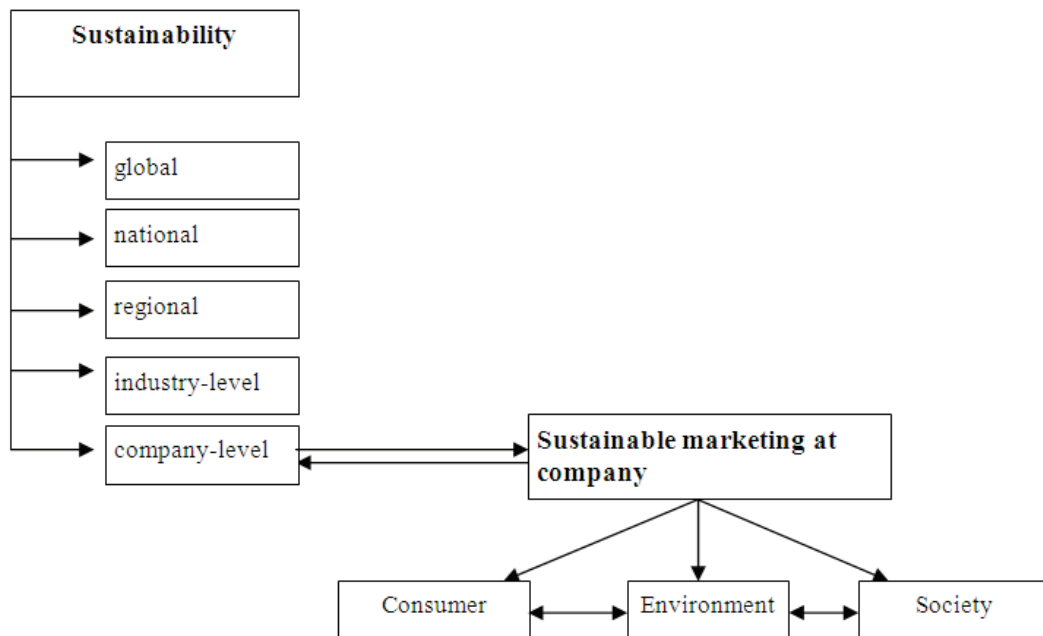 Sustainability
global
national
regional
industry-level
company-level
Sustainable marketing at
company
Consumer
Environment
Society